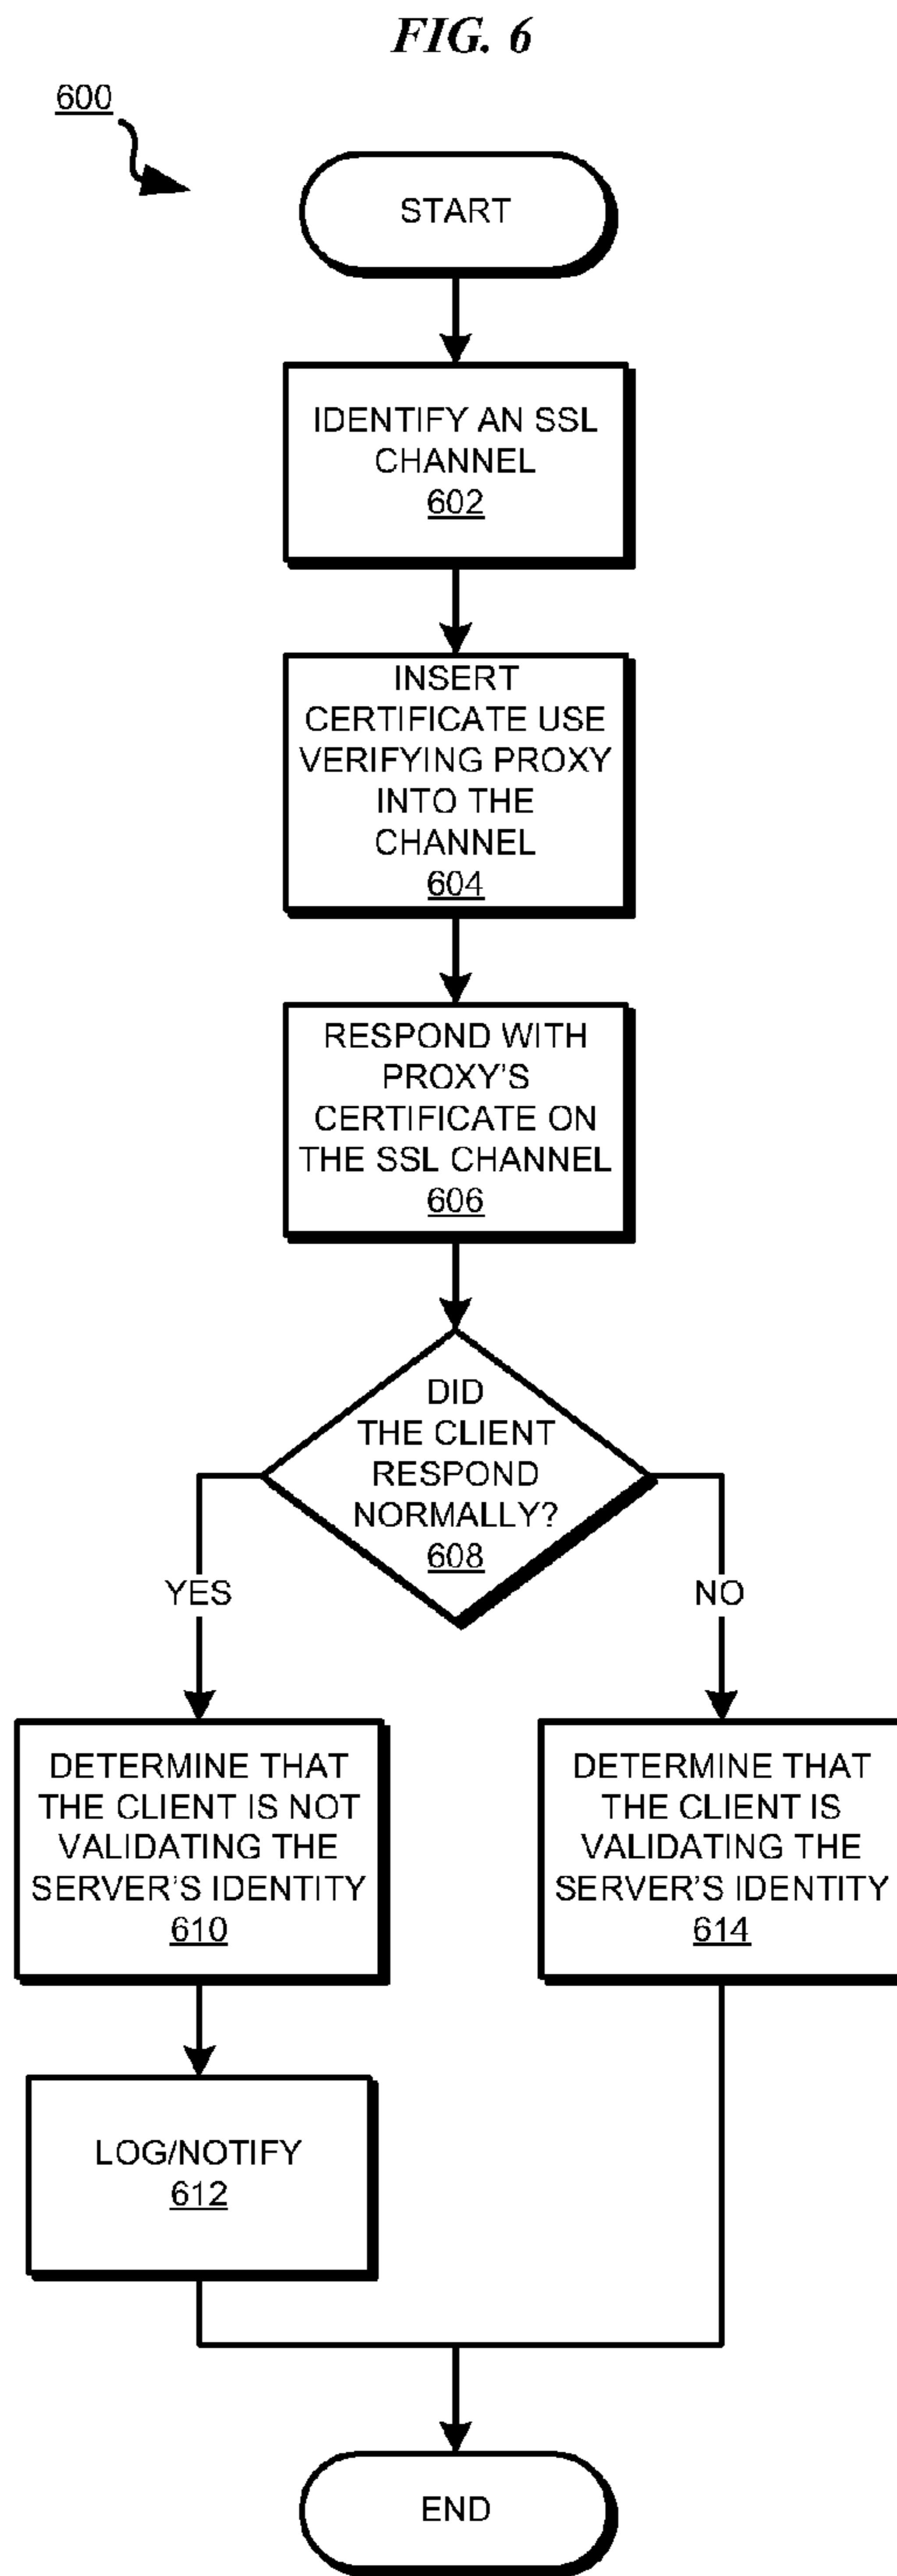 FIG. 6
600
START
IDENTIFY AN SSL
CHANNEL
602
INSERT
CERTIFICATE USE
VERIFYING PROXY
INTO THE
CHANNEL
604
RESPOND WITH
PROXY'S
CERTIFICATE ON
THE SSL CHANNEL
606
DID
THE CLIENT
RESPOND
NORMALLY?
608
YES
NO
DETERMINE THAT
THE CLIENT IS NOT
VALIDATING THE
SERVER'S IDENTITY
610
DETERMINE THAT
THE CLIENT IS
VALIDATING THE
SERVER'S IDENTITY
614
LOG/NOTIFY
612
END